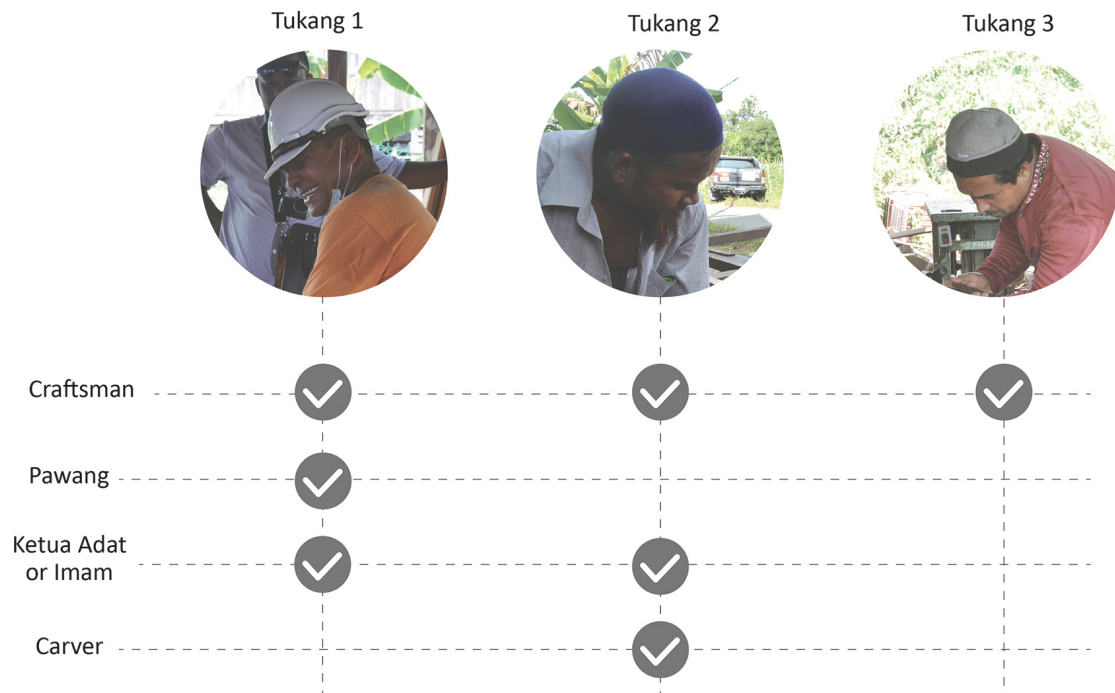 Tukang 1
Tukang 2
Tukang 3
Craftsman
Pawang
Ketua Adat
or Imam
Carver